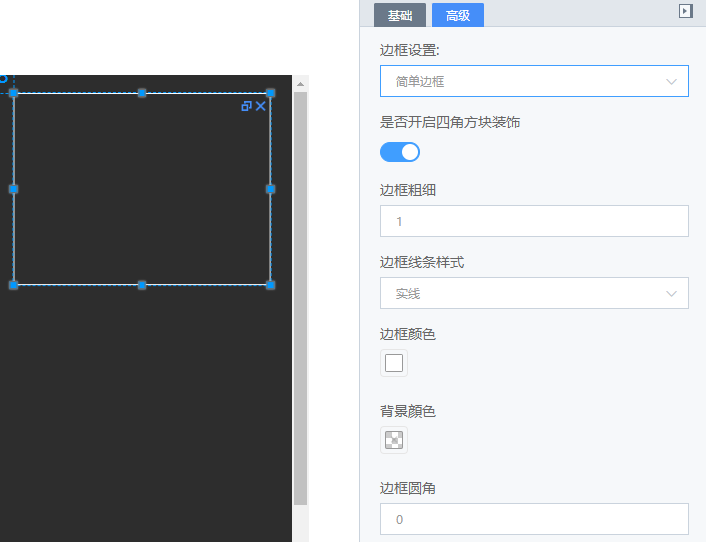 基础
高级
边框设置:
简单边框
是否开启四角方块装饰
边框粗细
1
边框线条样式
实线
边框颜色
背景颜色
边框圆角
0